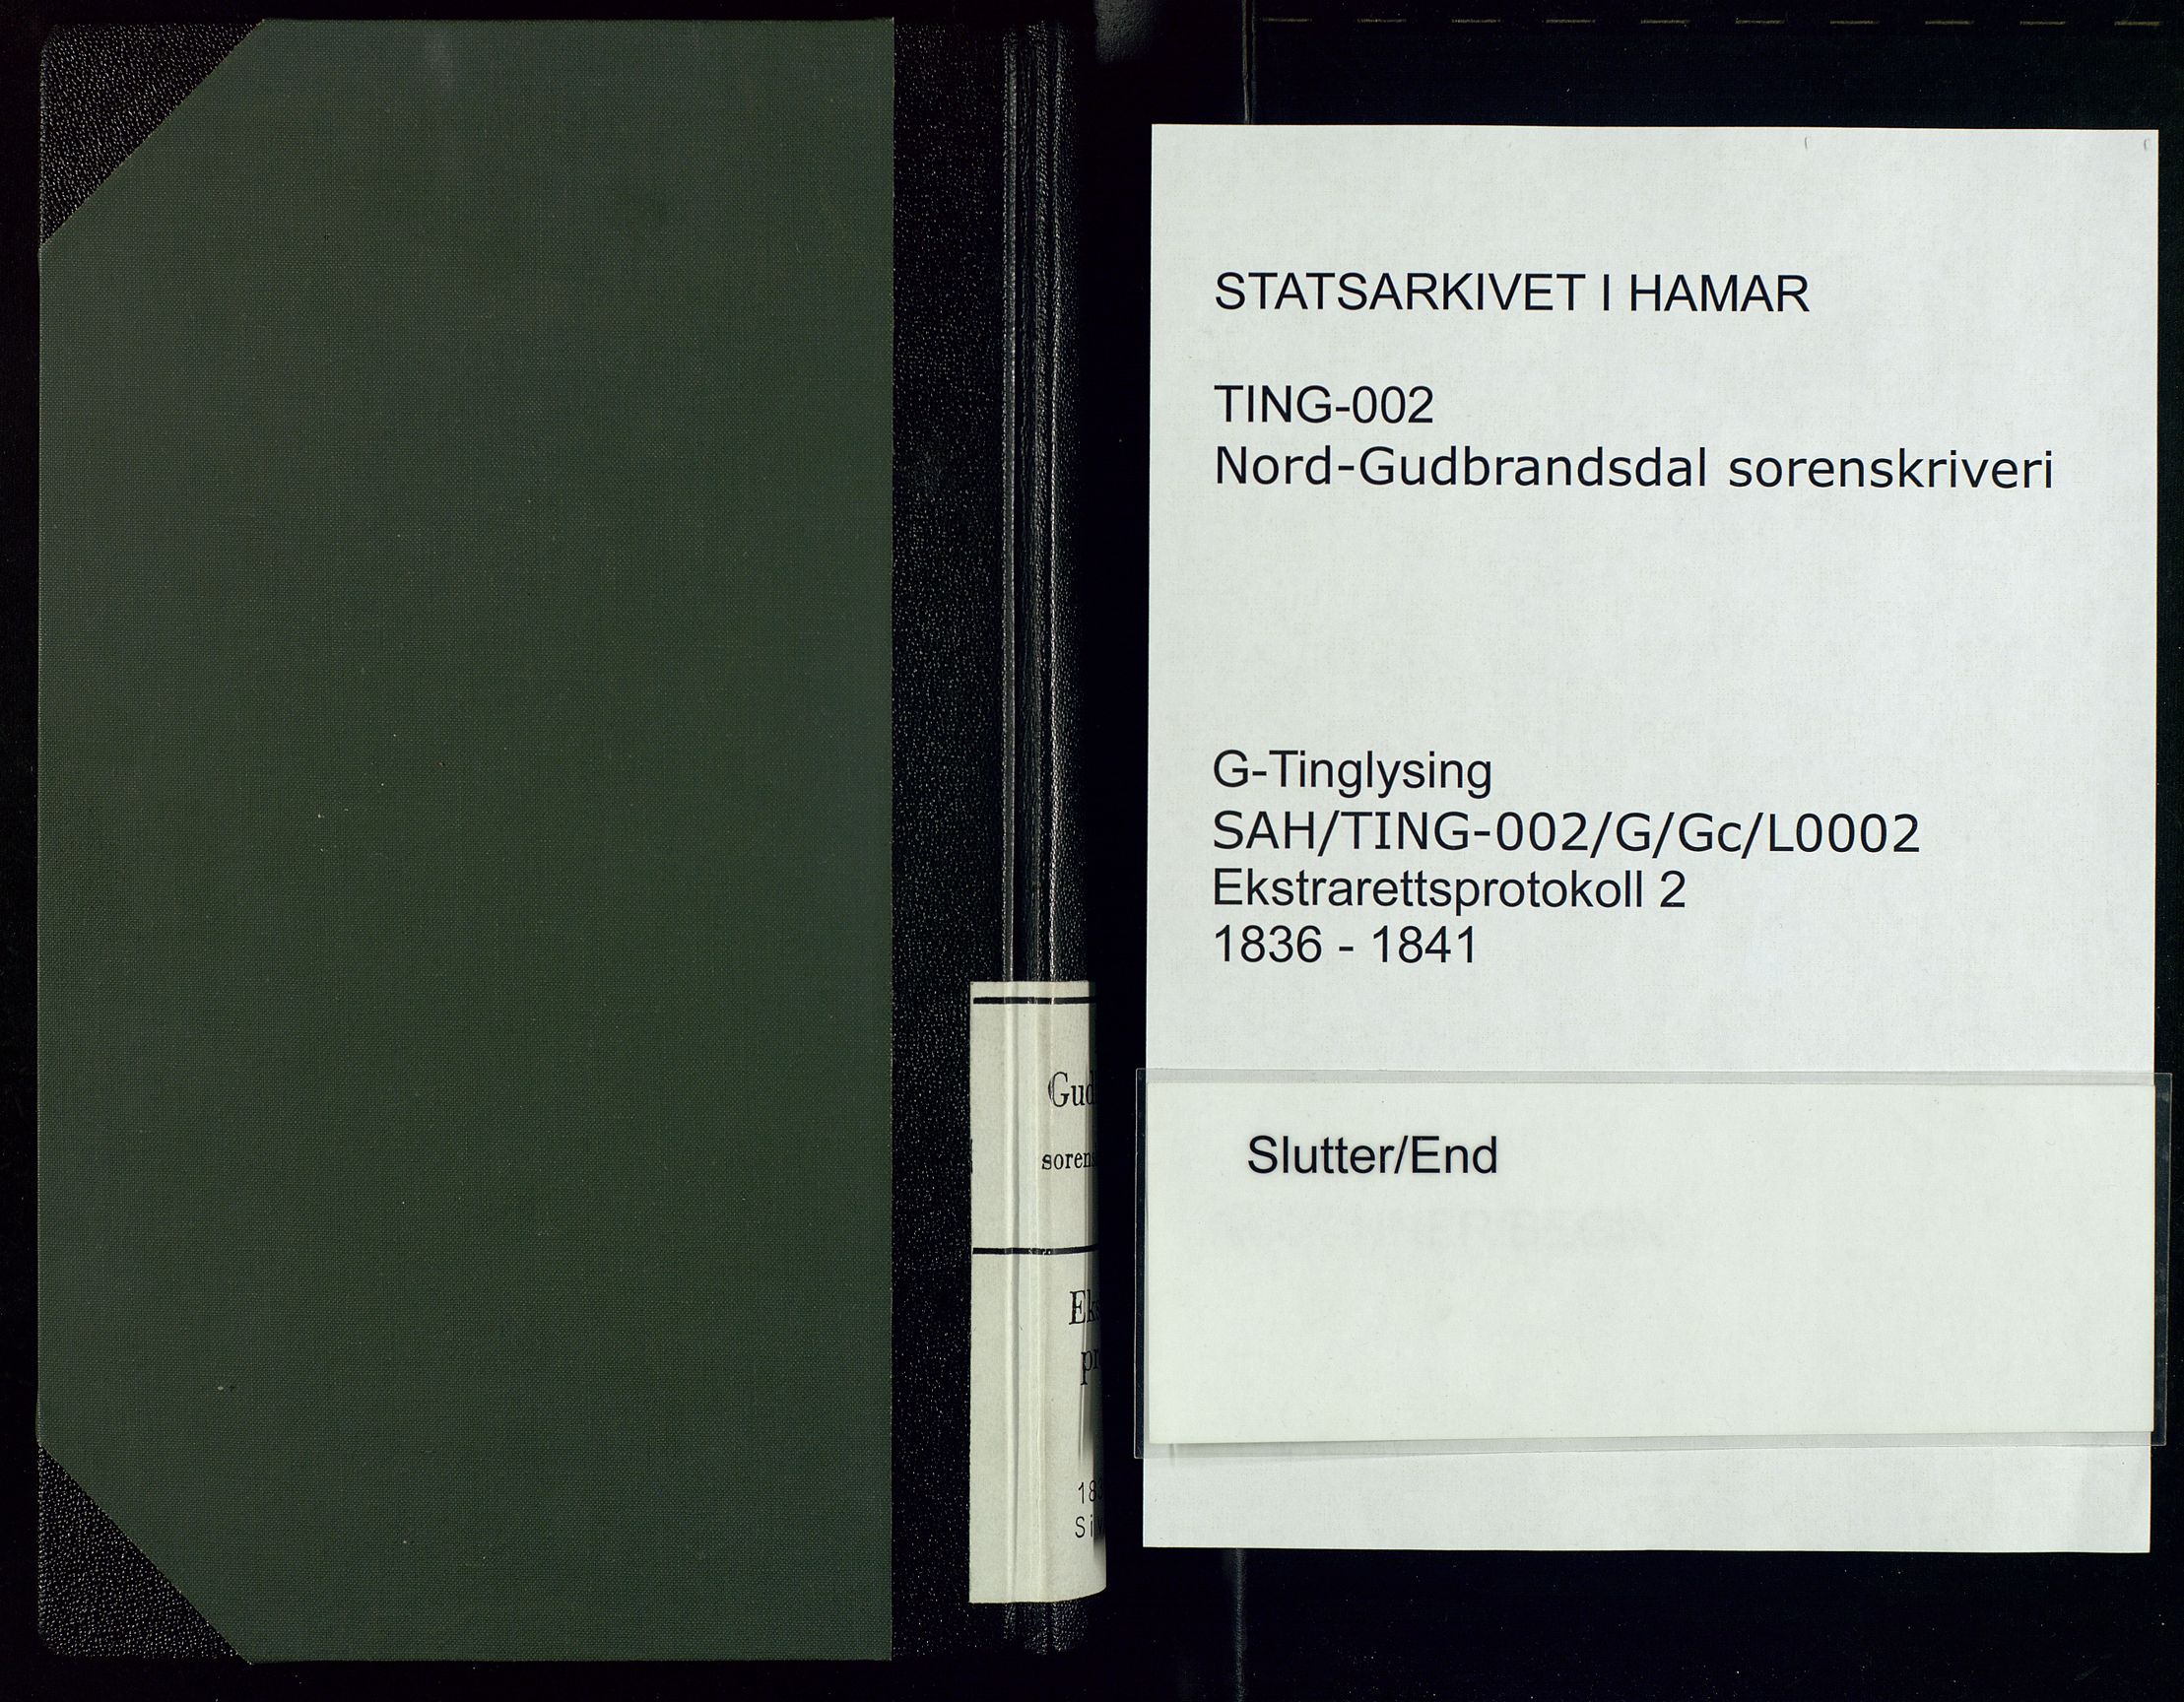 STATSARKIVET I HAMAR
TING-002
Nord-Gudbrandsdal sorenskriveri
G-Tinglysing
SAH/TING-002/G/Gc/L0002
Ekstrarettsprotokoll 2
1836 - 1841
Slutter/End